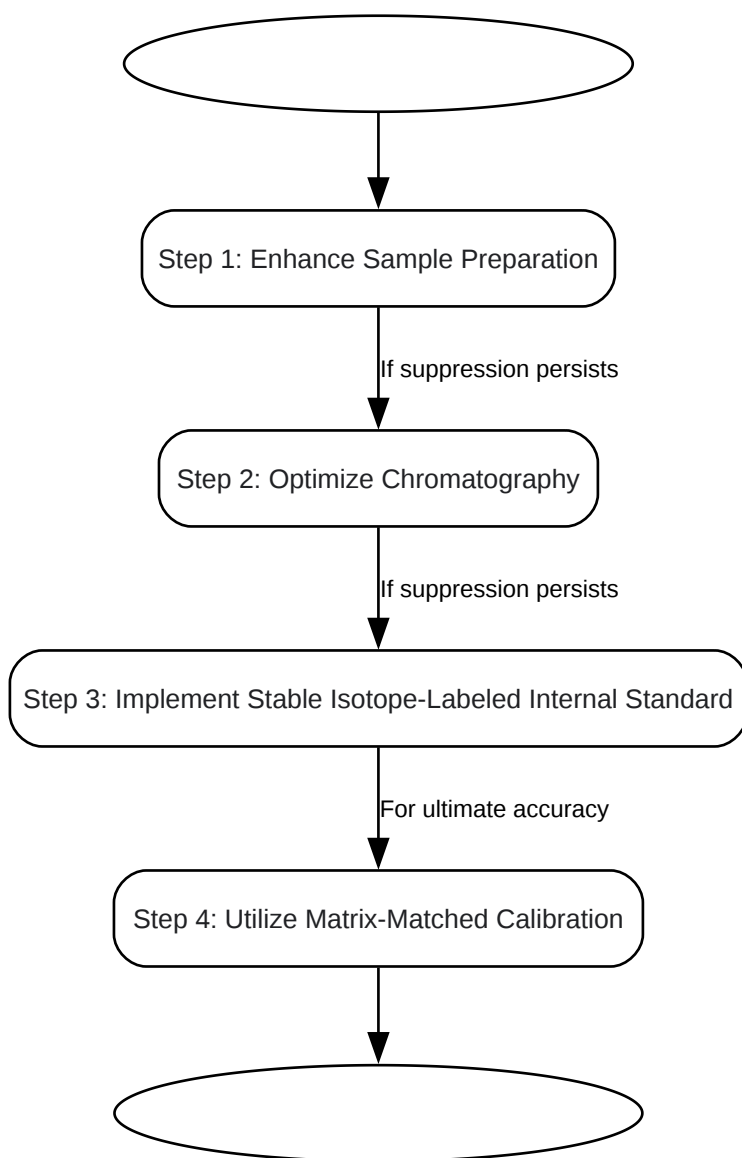 Step 1: Enhance Sample Preparation
If suppression persists
Step 2: Optimize Chromatography
If suppression persists
Step 3: Implement Stable Isotope-Labeled Internal Standard
For ultimate accuracy
Step 4: Utilize Matrix-Matched Calibration